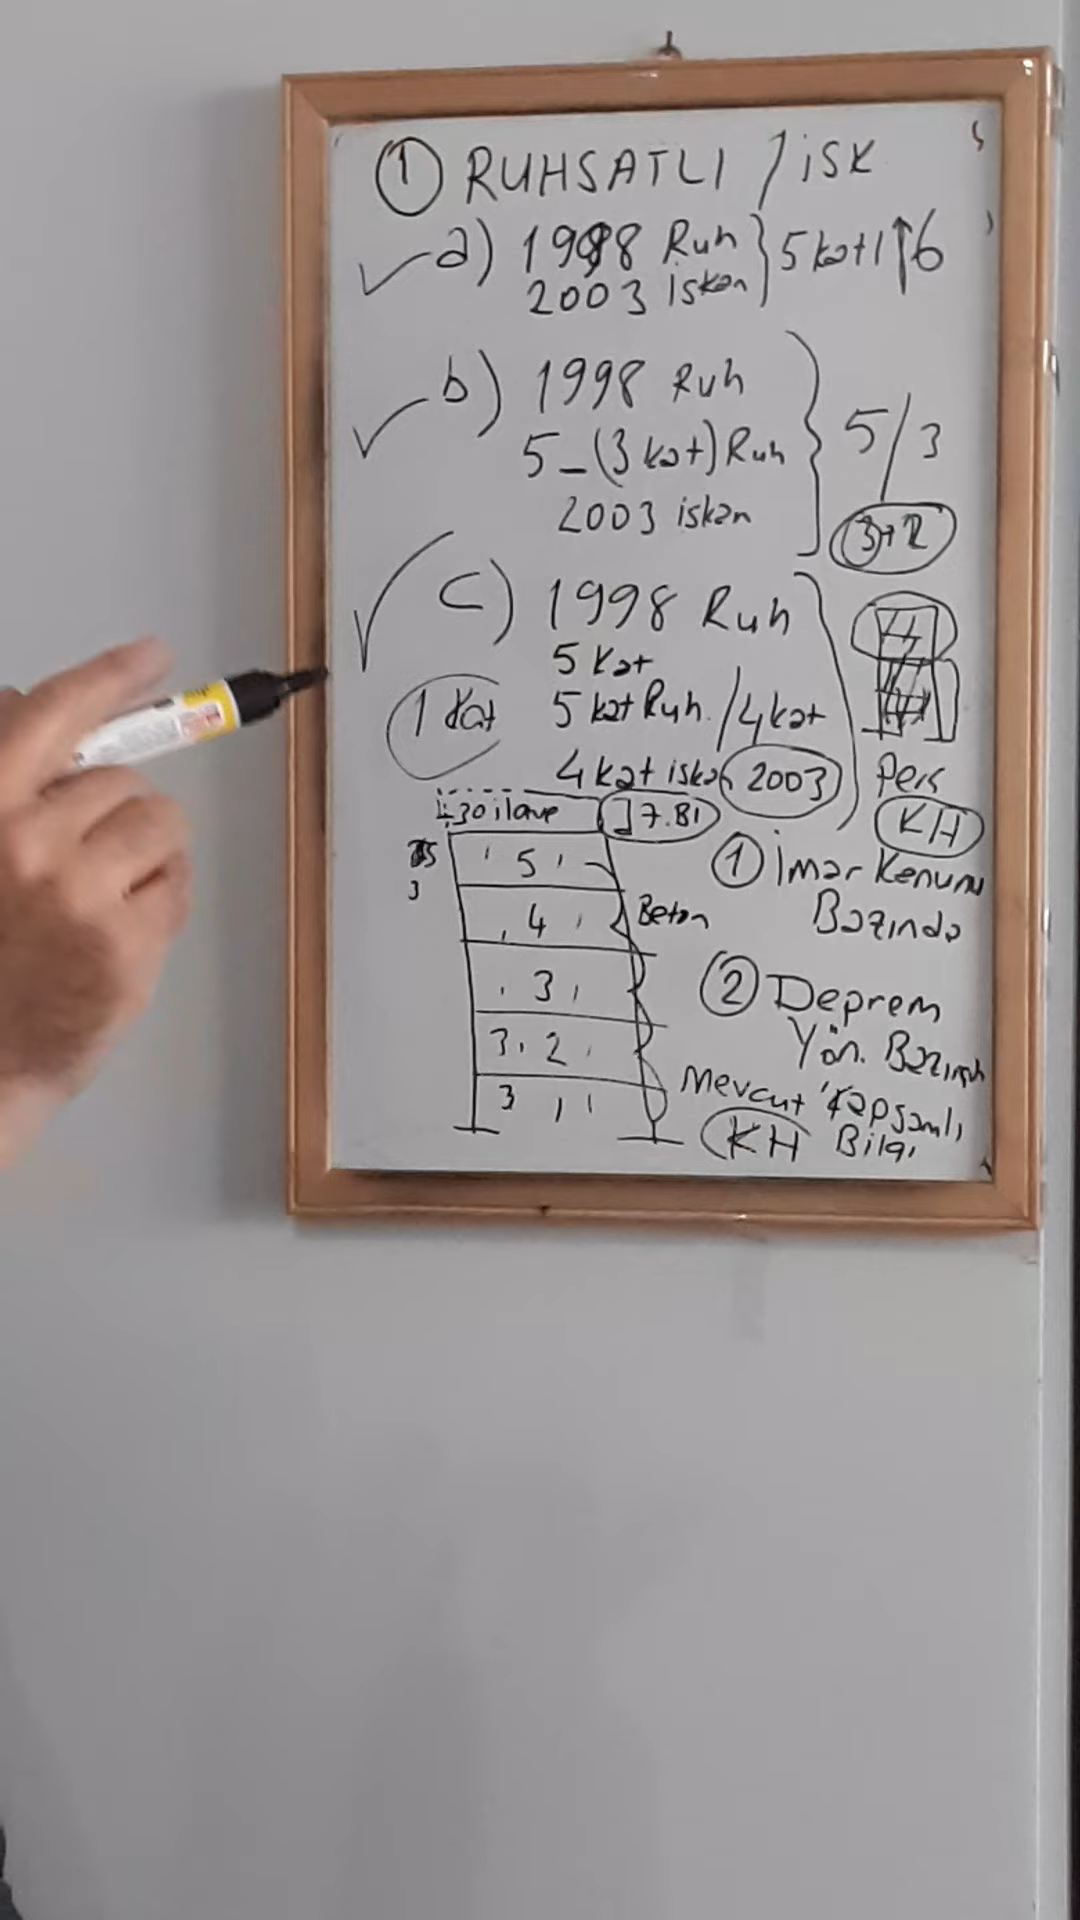 ① RUHSATLI / İSK
a) 1998 Ruh } 5 kat ↑ 6
2003 iskan
b) 1998 Ruh
5-(3 kat) Ruh } 5/3
2003 iskan
3+2
c) 1998 Ruh
5 kat
1 Kat 5 kat Ruh. / 4 kat
4 kat iskan 2003 Pers
KH
30 ilave 7.81
5
3
4 Beton
3
3 2
3 1
① İmar Kanunu
Bazında
② Deprem
Yön. Bazında
Mevcut Kapsamlı
KH Bilgi